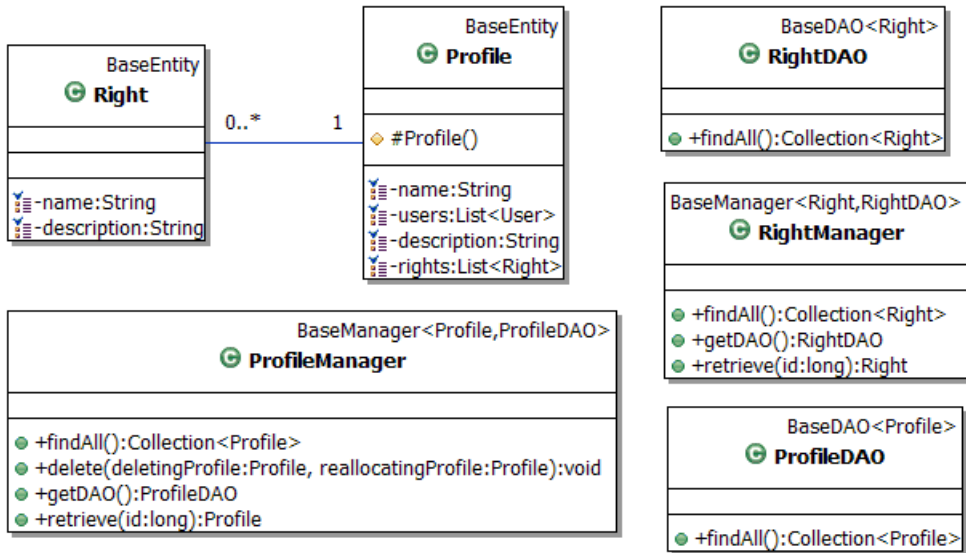 BaseEntity
Right
-name:String
-description:String
0..*
1
BaseEntity
Profile
#Profile()
-name:String
-users:List<User>
-description:String
-rights:List<Right>
BaseDAO<Right>
RightDAO
+findAll():Collection<Right>
BaseManager<Right,RightDAO>
RightManager
+findAll():Collection<Right>
+getDAO():RightDAO
+retrieve(id:long):Right
BaseManager<Profile,ProfileDAO>
ProfileManager
+findAll():Collection<Profile>
+delete(deletingProfile:Profile, reallocatingProfile:Profile):void
+getDAO():ProfileDAO
+retrieve(id:long):Profile
BaseDAO<Profile>
ProfileDAO
+findAll():Collection<Profile>